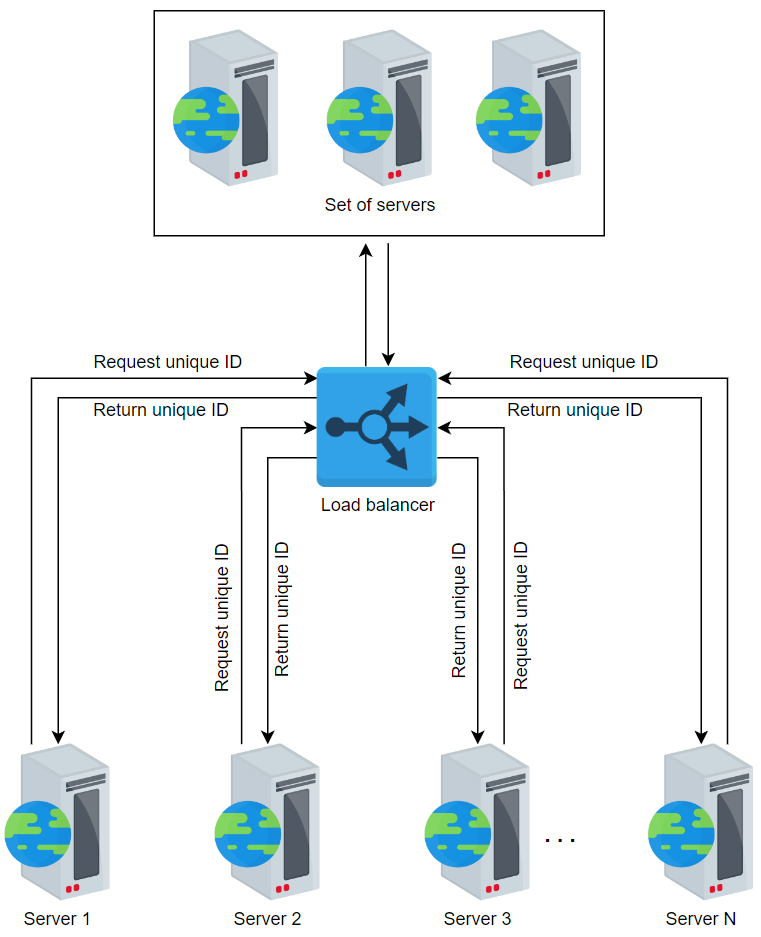 Set of servers
Request unique ID
Request unique ID
Return unique ID
Return unique ID
Load balancer
Request unique ID
Return unique ID
Return unique ID
Request unique ID
. . .
Server 1
Server 2
Server 3
Server N